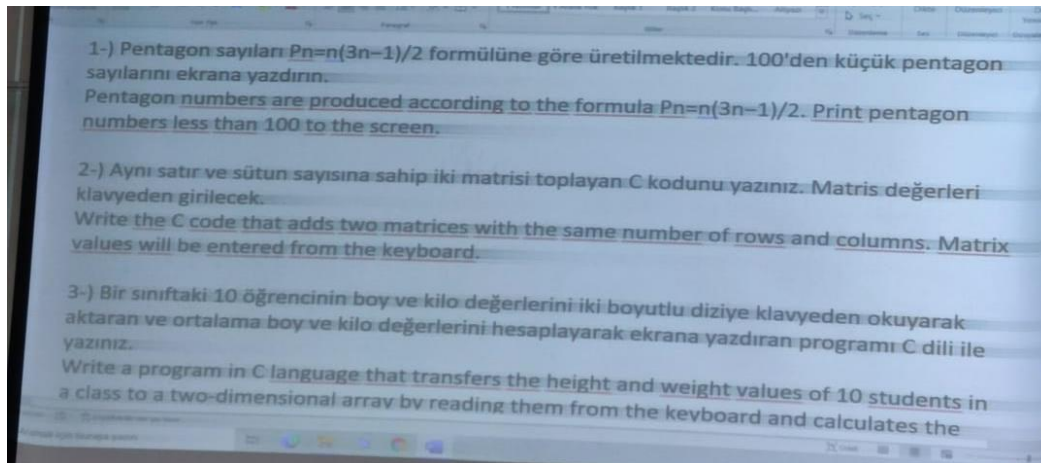 1-) Pentagon sayıları Pn=n(3n−1)/2 formülüne göre üretilmektedir. 100'den küçük pentagon
sayılarını ekrana yazdırın.
Pentagon numbers are produced according to the formula Pn=n(3n−1)/2. Print pentagon
numbers less than 100 to the screen.
2-) Aynı satır ve sütun sayısına sahip iki matrisi toplayan C kodunu yazınız. Matris değerleri
klavyeden girilecek.
Write the C code that adds two matrices with the same number of rows and columns. Matrix
values will be entered from the keyboard.
3-) Bir sınıftaki 10 öğrencinin boy ve kilo değerlerini iki boyutlu diziye klavyeden okuyarak
aktaran ve ortalama boy ve kilo değerlerini hesaplayarak ekrana yazdıran programı C dili ile
yazınız.
Write a program in C language that transfers the height and weight values of 10 students in
a class to a two-dimensional array by reading them from the keyboard and calculates the